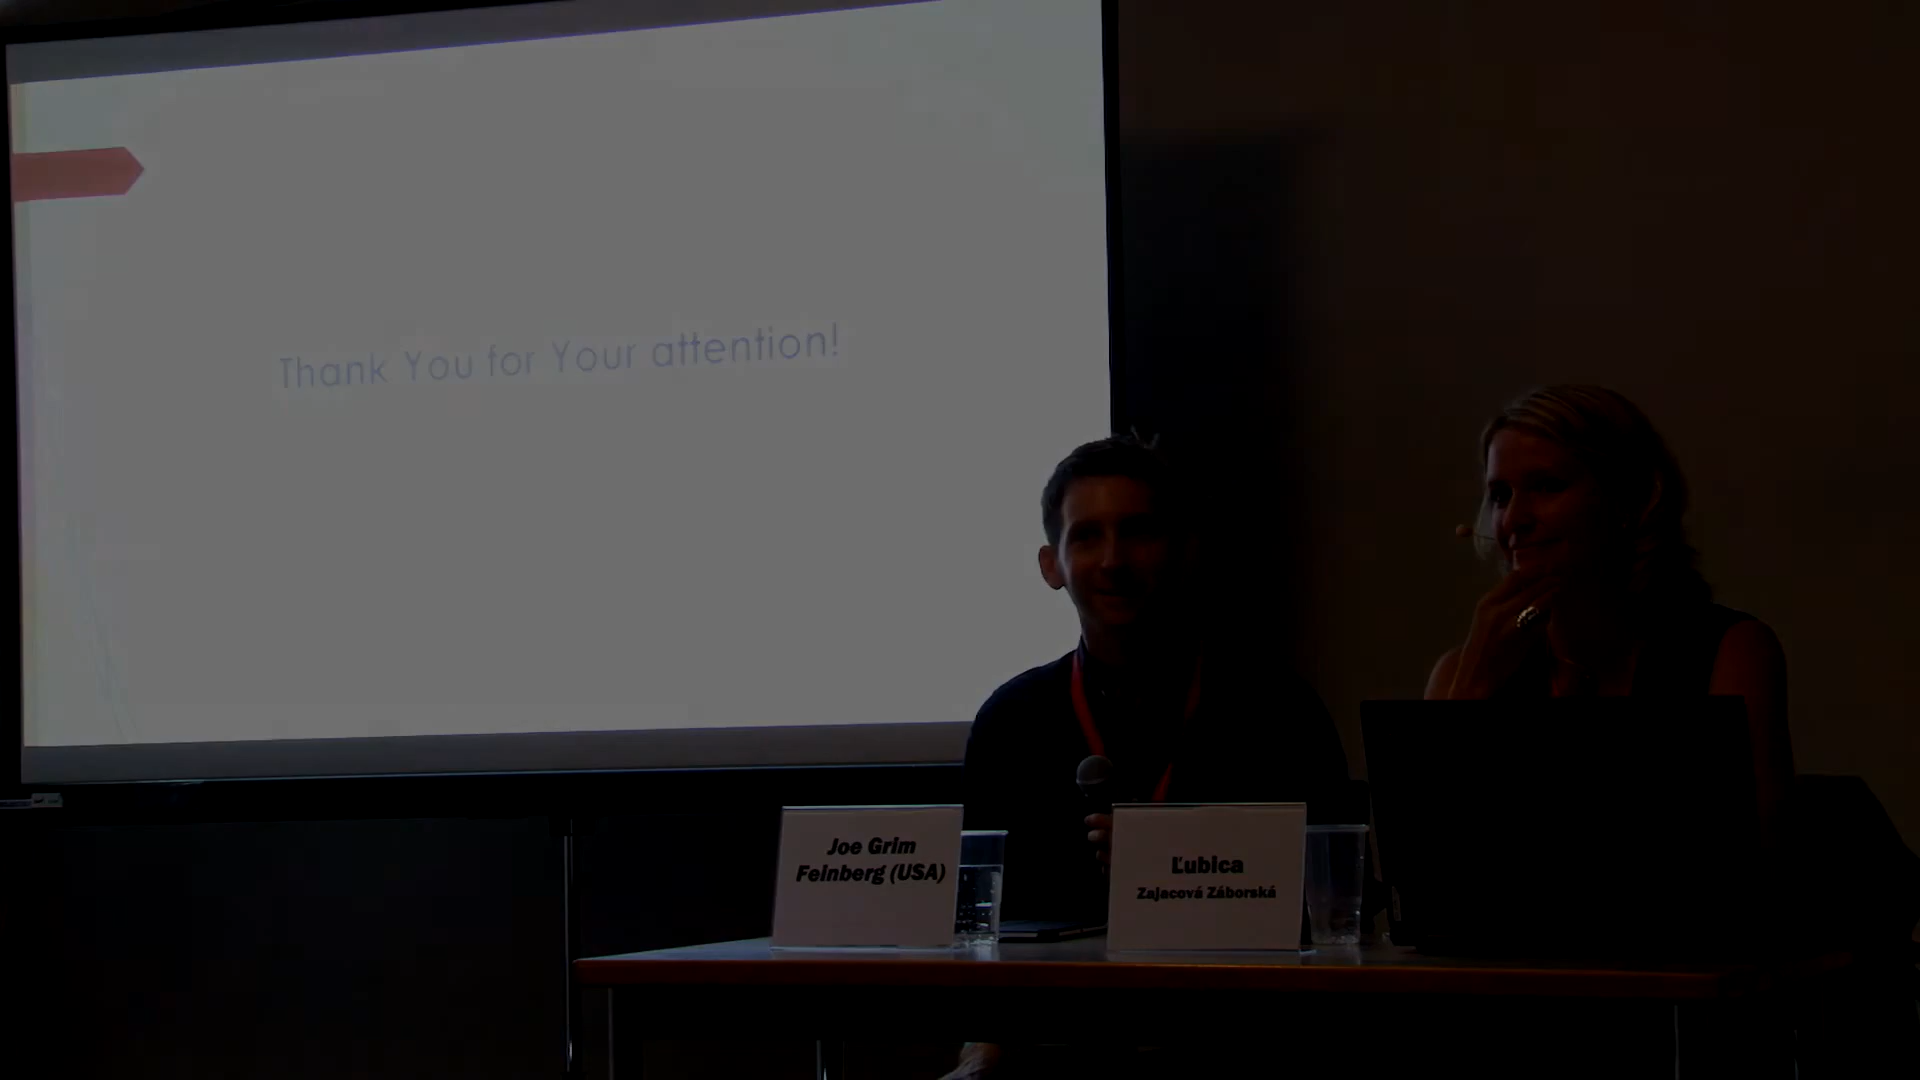 Thank You for Your attention!
Joe Grim
Feinberg (USA)
Ľubica
Zajacová Záborská